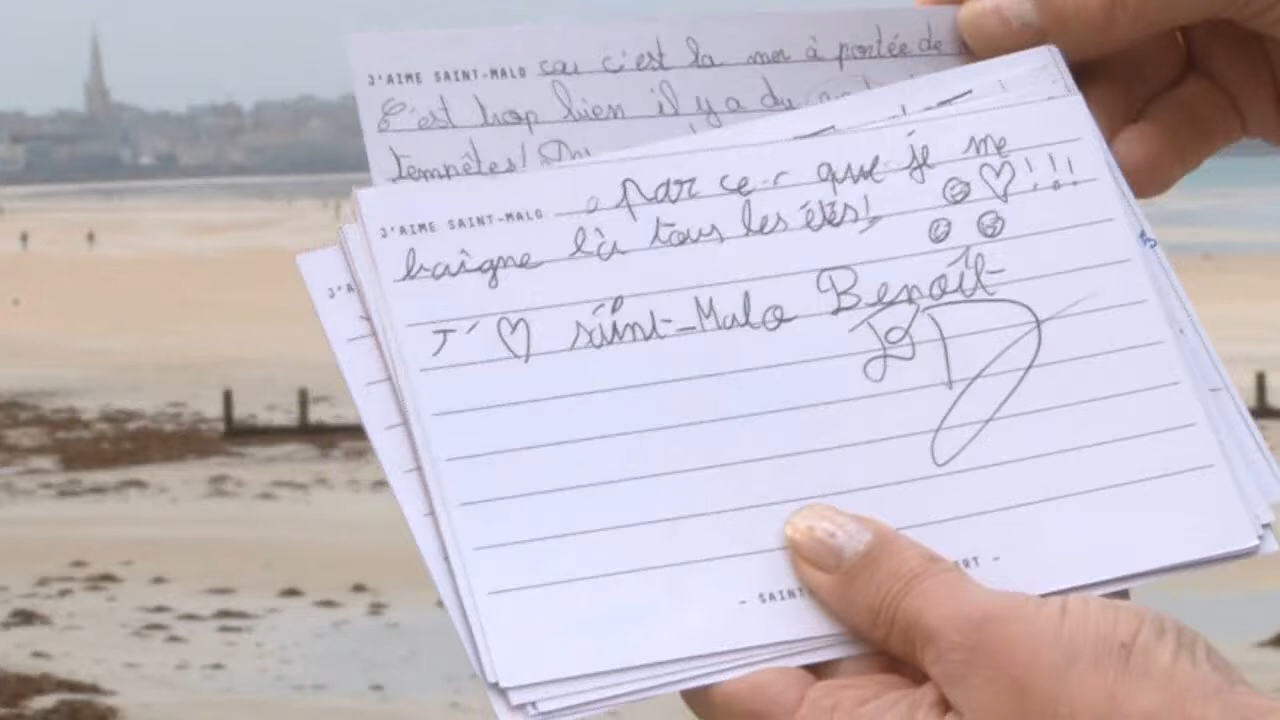 J'AIME SAINT-MALO car c'est la mer à portée de
C'est trop bien il y a du
tempêtes!
J'AIME SAINT-MALO parce que je me
baigne là tous les étés! ♡!!!
J'♡ saint-Malo Benoît
J'A
- SAINT